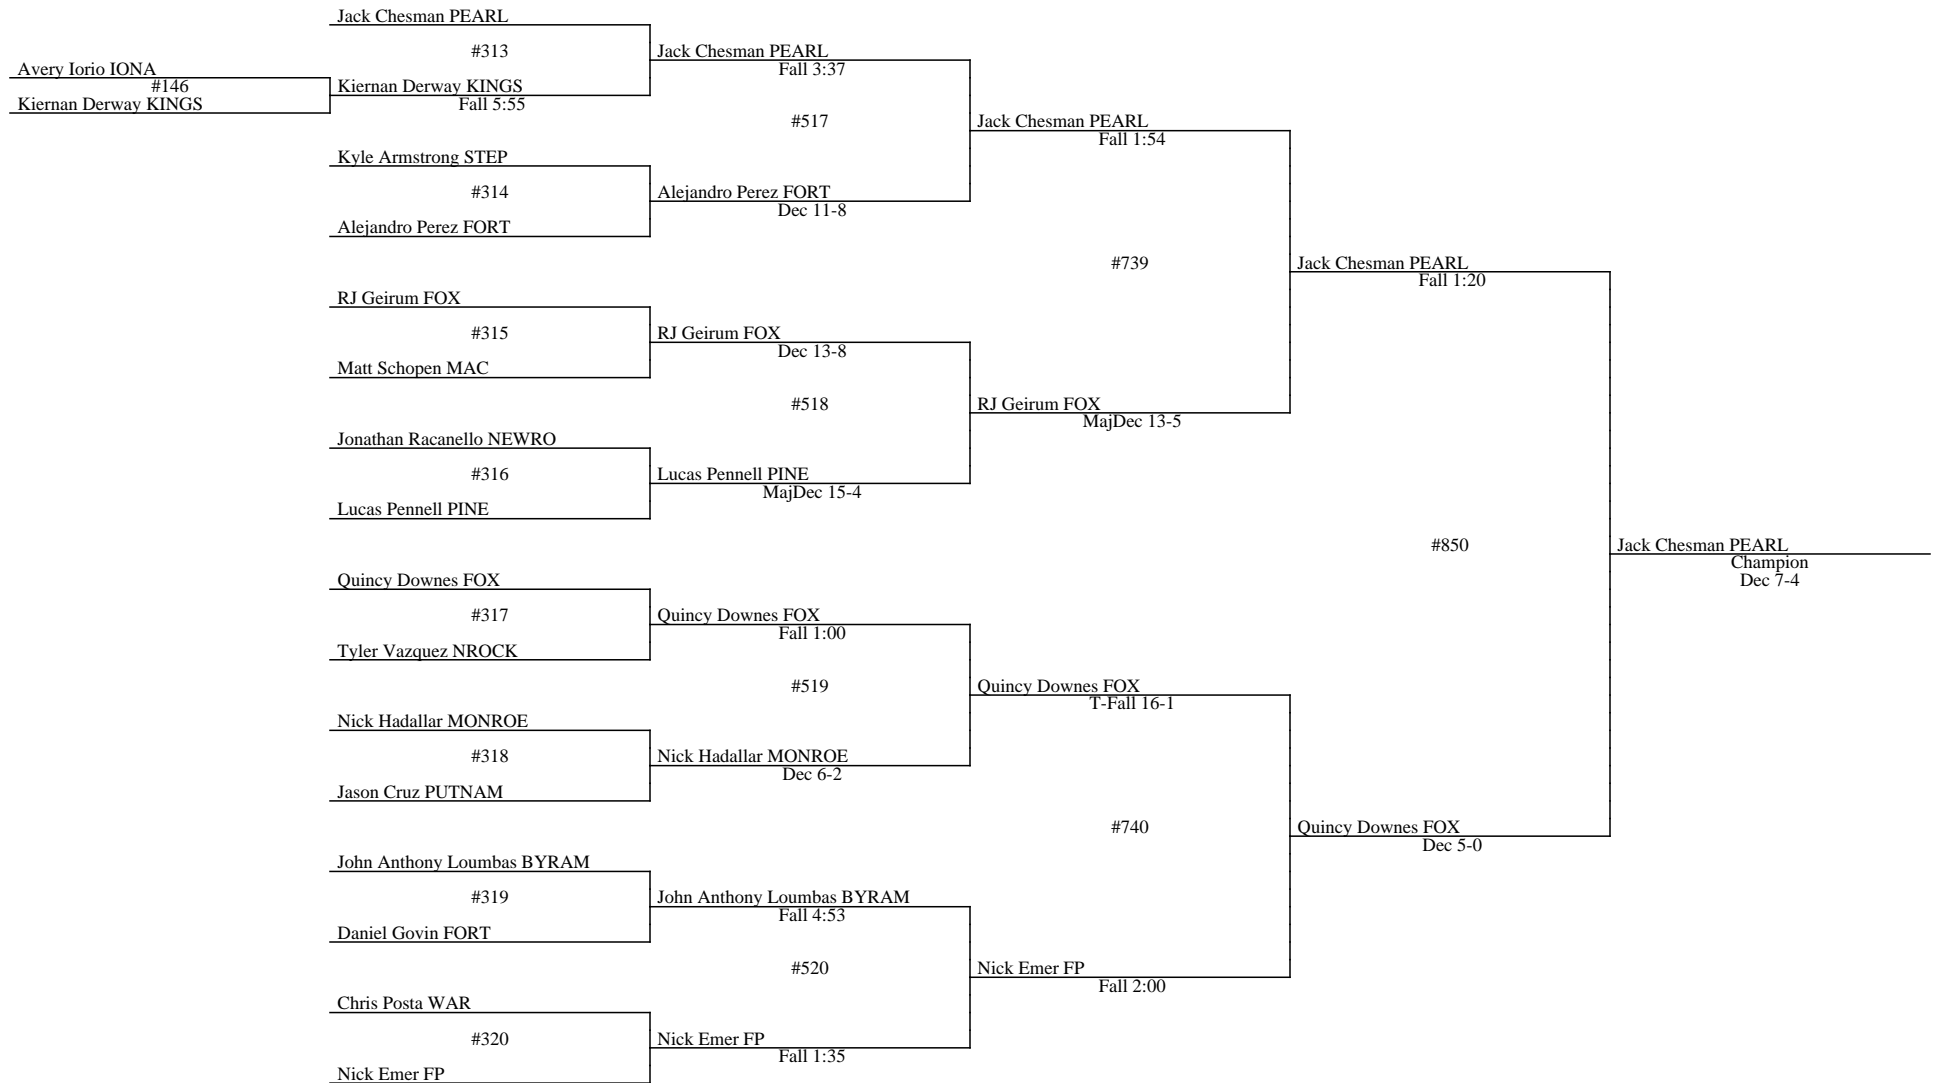 Jack Chesman PEARL
#313
Jack Chesman PEARL
Fall 3:37
Avery Iorio IONA
#146
Kiernan Derway KINGS
Kiernan Derway KINGS
Fall 5:55
#517
Jack Chesman PEARL
Fall 1:54
Kyle Armstrong STEP
#314
Alejandro Perez FORT
Dec 11-8
Alejandro Perez FORT
#739
Jack Chesman PEARL
Fall 1:20
RJ Geirum FOX
#315
RJ Geirum FOX
Dec 13-8
Matt Schopen MAC
#518
RJ Geirum FOX
MajDec 13-5
Jonathan Racanello NEWRO
#316
Lucas Pennell PINE
MajDec 15-4
Lucas Pennell PINE
#850
Jack Chesman PEARL
Champion
Dec 7-4
Quincy Downes FOX
#317
Quincy Downes FOX
Fall 1:00
Tyler Vazquez NROCK
#519
Quincy Downes FOX
T-Fall 16-1
Nick Hadallar MONROE
#318
Nick Hadallar MONROE
Dec 6-2
Jason Cruz PUTNAM
#740
Quincy Downes FOX
Dec 5-0
John Anthony Loumbas BYRAM
#319
John Anthony Loumbas BYRAM
Fall 4:53
Daniel Govin FORT
#520
Nick Emer FP
Fall 2:00
Chris Posta WAR
#320
Nick Emer FP
Fall 1:35
Nick Emer FP